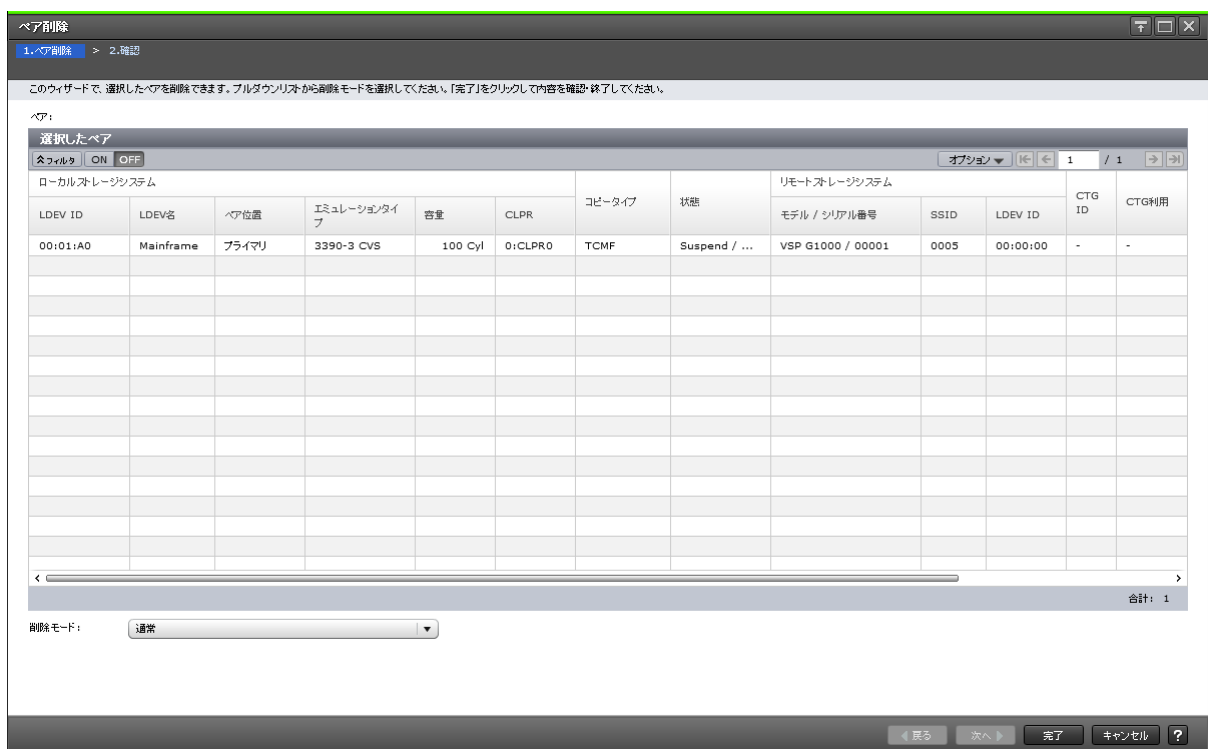 ペア削除
1.ペア削除 > 2.確認
このウィザードで、選択したペアを削除できます。プルダウンリストから削除モードを選択してください。「完了」をクリックして内容を確認・終了してください。
ペア:
選択したペア
フィルタ ON OFF オプション 1 / 1
ローカルストレージシステム コピータイプ 状態 リモートストレージシステム CTG ID CTG利用
LDEV ID LDEV名 ペア位置 エミュレーションタイプ 容量 CLPR モデル / シリアル番号 SSID LDEV ID
00:01:A0 Mainframe プライマリ 3390-3 CVS 100 Cyl 0:CLPR0 TCMF Suspend / ... VSP G1000 / 00001 0005 00:00:00 - -
合計: 1
削除モード: 通常
戻る 次へ 完了 キャンセル ?